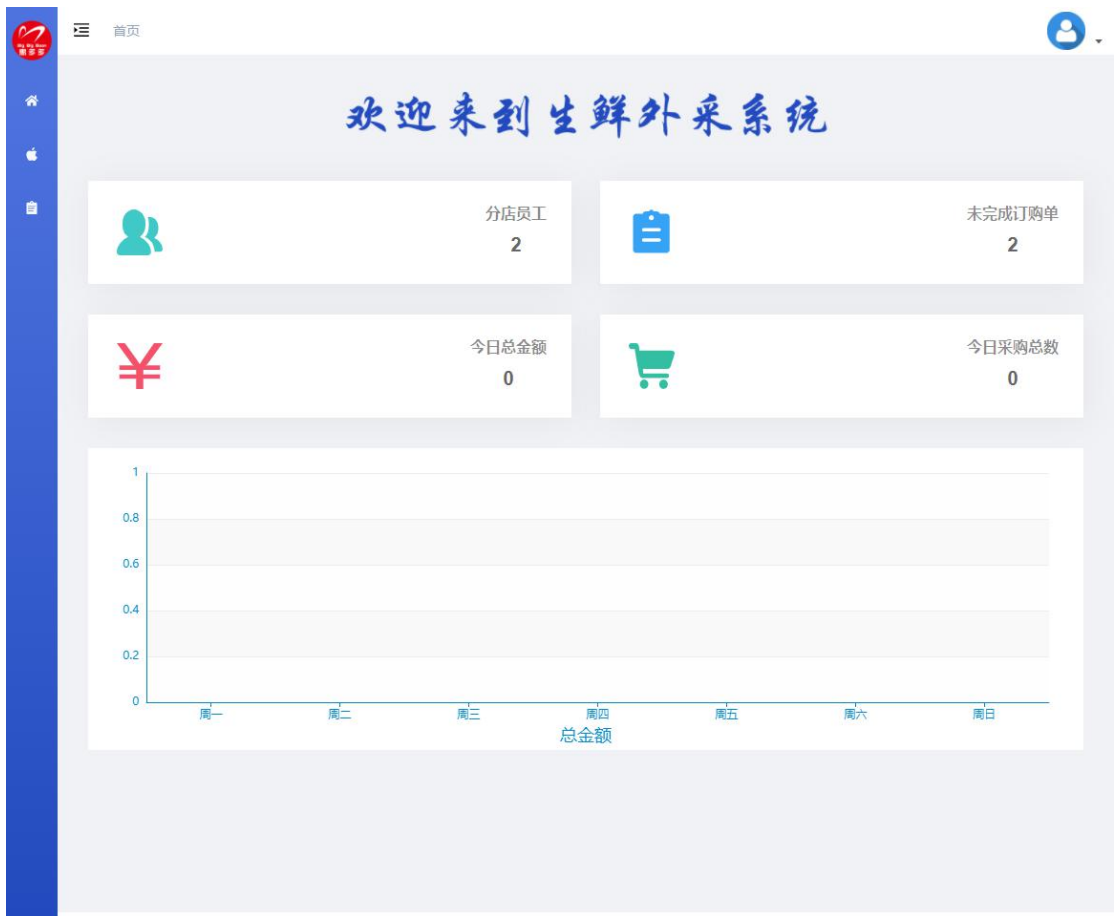 首页
欢迎来到生鲜外采系统
分店员工
2
未完成订购单
2
今日总金额
0
今日采购总数
0
1
0.8
0.6
0.4
0.2
0
周一 周二 周三 周四 周五 周六 周日
总金额